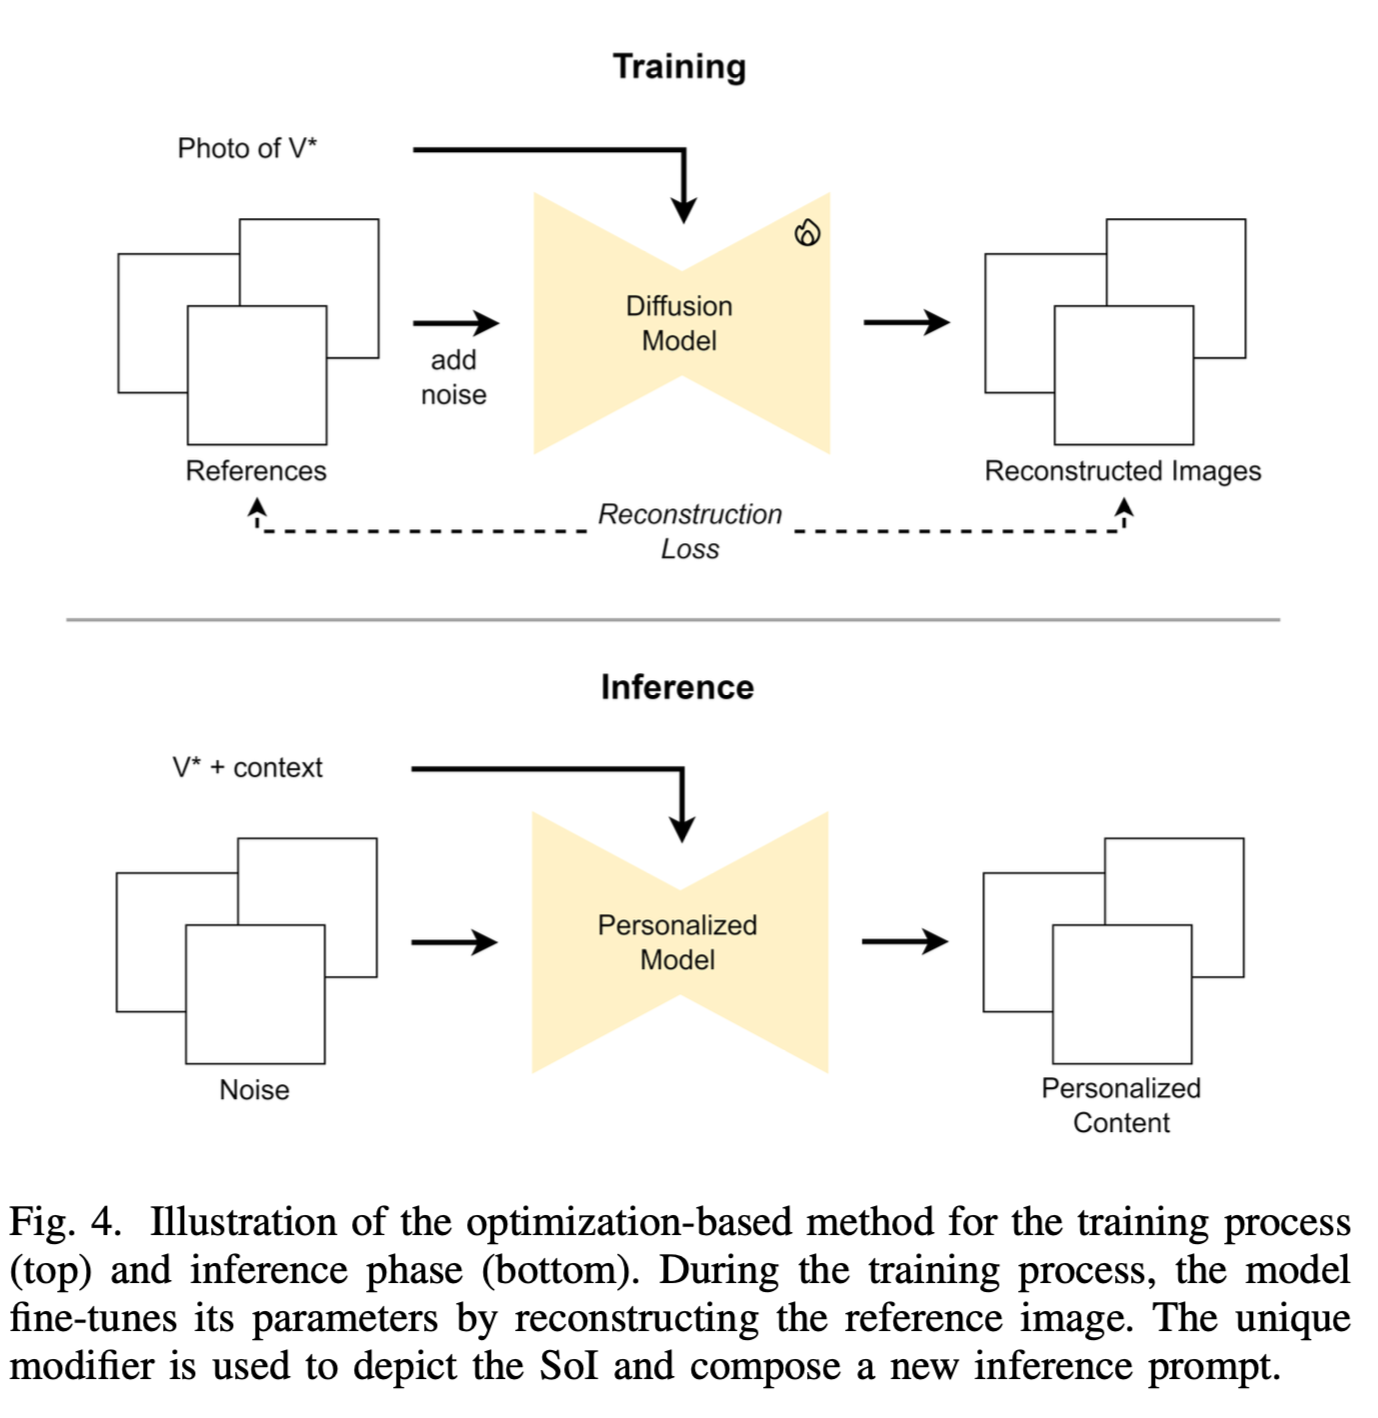 Training
Photo of V*
Diffusion
Model
add
noise
References
Reconstructed Images
Reconstruction
Loss
Inference
V* + context
Personalized
Model
Noise
Personalized
Content
Fig. 4. Illustration of the optimization-based method for the training process
(top) and inference phase (bottom). During the training process, the model
fine-tunes its parameters by reconstructing the reference image. The unique
modifier is used to depict the SoI and compose a new inference prompt.